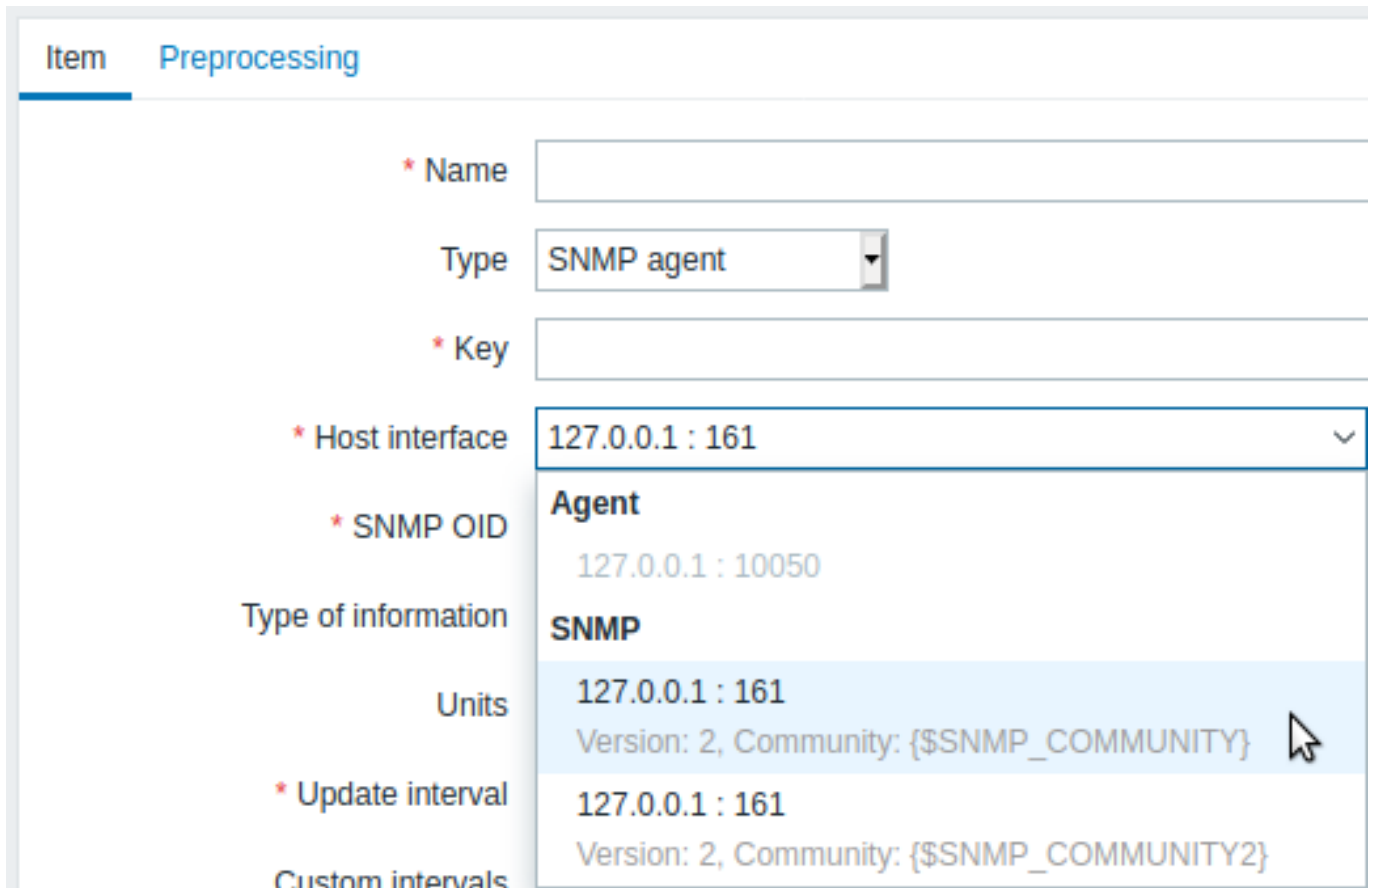 Item Preprocessing
* Name
Type SNMP agent
* Key
* Host interface 127.0.0.1 : 161
Agent
* SNMP OID
127.0.0.1 : 10050
Type of information
SNMP
127.0.0.1 : 161
Units
Version: 2, Community: {$SNMP_COMMUNITY}
* Update interval
127.0.0.1 : 161
Version: 2, Community: {$SNMP_COMMUNITY2}
Custom intervals